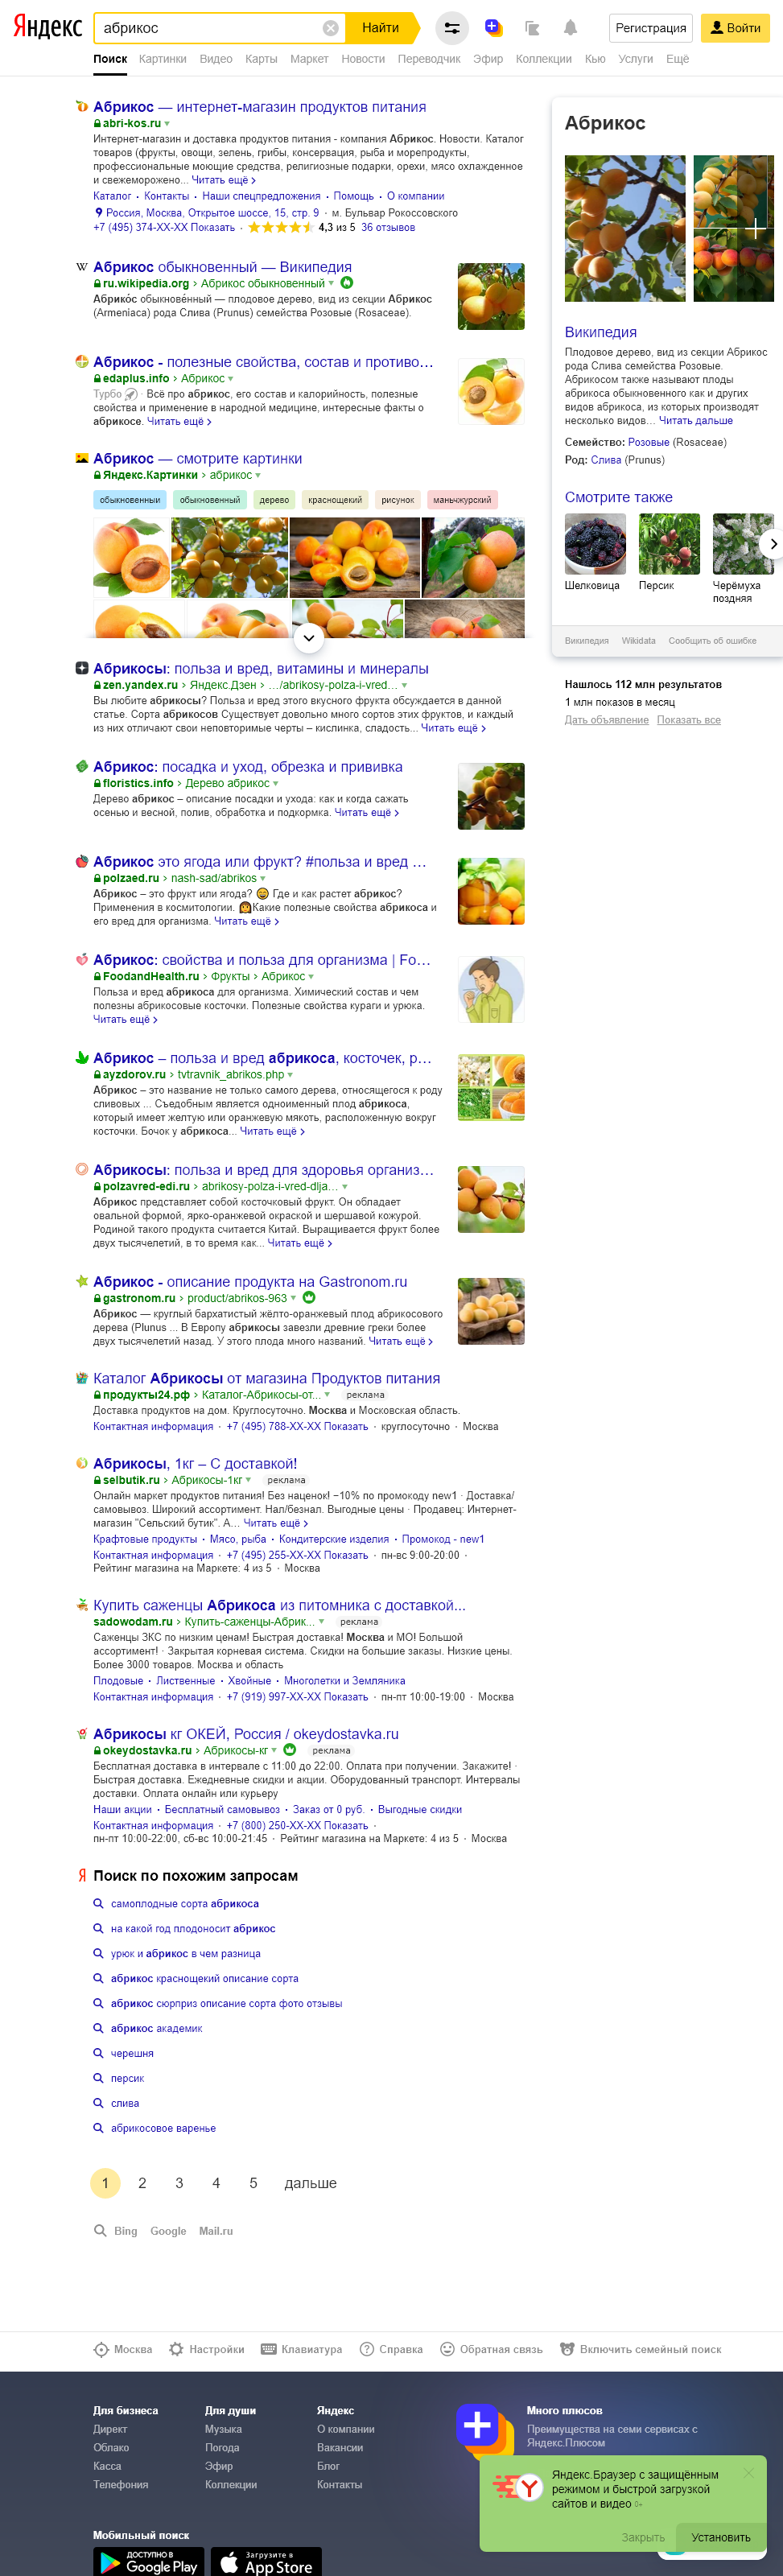 Яндекс
абрикос
Найти
Регистрация
Войти
Поиск Картинки Видео Карты Маркет Новости Переводчик Эфир Коллекции Кью Услуги Ещё
Абрикос — интернет-магазин продуктов питания
abri-kos.ru
Интернет-магазин и доставка продуктов питания - компания Абрикос. Новости. Каталог
товаров (фрукты, овощи, зелень, грибы, консервация, рыба и морепродукты,
профессиональные моющие средства, религиозные подарки, орехи, мясо охлажденное
и свежеморожено... Читать ещё
Каталог · Контакты · Наши спецпредложения · Помощь · О компании
Россия, Москва, Открытое шоссе, 15, стр. 9 · м. Бульвар Рокоссовского
+7 (495) 374-XX-XX Показать · 4,3 из 5 36 отзывов
Абрикос обыкновенный — Википедия
ru.wikipedia.org › Абрикос обыкновенный
Абрико́с обыкнове́нный — плодовое дерево, вид из секции Абрикос
(Armeniaca) рода Слива (Prunus) семейства Розовые (Rosaceae).
Абрикос - полезные свойства, состав и противо…
edaplus.info › Абрикос
Турбо · Всё про абрикос, его состав и калорийность, полезные
свойства и применение в народной медицине, интересные факты о
абрикосе. Читать ещё
Абрикос — смотрите картинки
Яндекс.Картинки › абрикос
обыкновенныи обыкновенный дерево краснощекий рисунок маньчжурский
Абрикосы: польза и вред, витамины и минералы
zen.yandex.ru › Яндекс.Дзен › …/abrikosy-polza-i-vred…
Вы любите абрикосы? Польза и вред этого вкусного фрукта обсуждается в данной
статье. Сорта абрикосов Существует довольно много сортов этих фруктов, и каждый
из них отличают свои неповторимые черты – кислинка, сладость... Читать ещё
Абрикос: посадка и уход, обрезка и прививка
floristics.info › Дерево абрикос
Дерево абрикос – описание посадки и ухода: как и когда сажать
осенью и весной, полив, обработка и подкормка. Читать ещё
Абрикос это ягода или фрукт? #польза и вред …
polzaed.ru › nash-sad/abrikos
Абрикос – это фрукт или ягода? 😄 Где и как растет абрикос?
Применения в космитологии. 👩Какие полезные свойства абрикоса и
его вред для организма. Читать ещё
Абрикос: свойства и польза для организма | Fo…
FoodandHealth.ru › Фрукты › Абрикос
Польза и вред абрикоса для организма. Химический состав и чем
полезны абрикосовые косточки. Полезные свойства кураги и урюка.
Читать ещё
Абрикос – польза и вред абрикоса, косточек, р…
ayzdorov.ru › tvtravnik_abrikos.php
Абрикос – это название не только самого дерева, относящегося к роду
сливовых ... Съедобным является одноименный плод абрикоса,
который имеет желтую или оранжевую мякоть, расположенную вокруг
косточки. Бочок у абрикоса... Читать ещё
Абрикосы: польза и вред для здоровья организ…
polzavred-edi.ru › abrikosy-polza-i-vred-dlja…
Абрикос представляет собой косточковый фрукт. Он обладает
овальной формой, ярко-оранжевой окраской и шершавой кожурой.
Родиной такого продукта считается Китай. Выращивается фрукт более
двух тысячелетий, в то время как... Читать ещё
Абрикос - описание продукта на Gastronom.ru
gastronom.ru › product/abrikos-963
Абрикос — круглый бархатистый жёлто-оранжевый плод абрикосового
дерева (Plunus ... В Европу абрикосы завезли древние греки более
двух тысячелетий назад. У этого плода много названий. Читать ещё
Каталог Абрикосы от магазина Продуктов питания
продукты24.рф › Каталог-Абрикосы-от... реклама
Доставка продуктов на дом. Круглосуточно. Москва и Московская область.
Контактная информация · +7 (495) 788-XX-XX Показать · круглосуточно · Москва
Абрикосы, 1кг – С доставкой!
selbutik.ru › Абрикосы-1кг реклама
Онлайн маркет продуктов питания! Без наценок! −10% по промокоду new1 · Доставка/
самовывоз. Широкий ассортимент. Нал/безнал. Выгодные цены · Продавец: Интернет-
магазин "Сельский бутик". А… Читать ещё
Крафтовые продукты · Мясо, рыба · Кондитерские изделия · Промокод - new1
Контактная информация · +7 (495) 255-XX-XX Показать · пн-вс 9:00-20:00 ·
Рейтинг магазина на Маркете: 4 из 5 · Москва
Купить саженцы Абрикоса из питомника с доставкой...
sadowodam.ru › Купить-саженцы-Абрик... реклама
Саженцы ЗКС по низким ценам! Быстрая доставка! Москва и МО! Большой
ассортимент! · Закрытая корневая система. Скидки на большие заказы. Низкие цены.
Более 3000 товаров. Москва и область
Плодовые · Лиственные · Хвойные · Многолетки и Земляника
Контактная информация · +7 (919) 997-XX-XX Показать · пн-пт 10:00-19:00 · Москва
Абрикосы кг ОКЕЙ, Россия / okeydostavka.ru
okeydostavka.ru › Абрикосы-кг реклама
Бесплатная доставка в интервале с 11:00 до 22:00. Оплата при получении. Закажите! ·
Быстрая доставка. Ежедневные скидки и акции. Оборудованный транспорт. Интервалы
доставки. Оплата онлайн или курьеру
Наши акции · Бесплатный самовывоз · Заказ от 0 руб. · Выгодные скидки
Контактная информация · +7 (800) 250-XX-XX Показать ·
пн-пт 10:00-22:00, сб-вс 10:00-21:45 · Рейтинг магазина на Маркете: 4 из 5 · Москва
Поиск по похожим запросам
самоплодные сорта абрикоса
на какой год плодоносит абрикос
урюк и абрикос в чем разница
абрикос краснощекий описание сорта
абрикос сюрприз описание сорта фото отзывы
абрикос академик
черешня
персик
слива
абрикосовое варенье
1 2 3 4 5 дальше
Bing Google Mail.ru
Абрикос
Википедия
Плодовое дерево, вид из секции Абрикос
рода Слива семейства Розовые.
Абрикосом также называют плоды
абрикоса обыкновенного как и других
видов абрикоса, из которых производят
несколько видов… Читать дальше
Семейство: Розовые (Rosaceae)
Род: Слива (Prunus)
Смотрите также
Шелковица Персик Черёмуха
поздняя
Википедия Wikidata Сообщить об ошибке
Нашлось 112 млн результатов
1 млн показов в месяц
Дать объявление Показать все
Москва Настройки Клавиатура Справка Обратная связь Включить семейный поиск
Для бизнеса
Директ
Облако
Касса
Телефония
Для души
Музыка
Погода
Эфир
Коллекции
Яндекс
О компании
Вакансии
Блог
Контакты
Много плюсов
Преимущества на семи сервисах с
Яндекс.Плюсом
Яндекс.Браузер с защищённым
режимом и быстрой загрузкой
сайтов и видео
Закрыть Установить
Мобильный поиск
ДОСТУПНО В
Google Play
Загрузите в
App Store